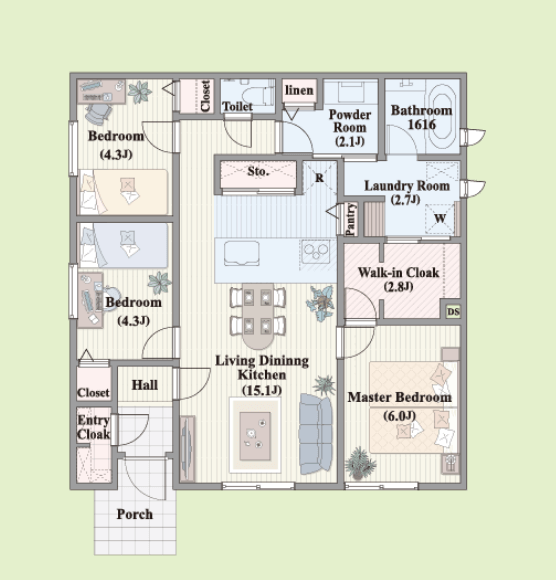 Closet
Toilet
linen
Powder
Room
(2.1J)
Bathroom
1616
Bedroom
(4.3J)
Sto.
R
Laundry Room
(2.7J)
W
Pantry
Walk-in Cloak
(2.8J)
DS
Bedroom
(4.3J)
Living Dininng
Kitchen
(15.1J)
Closet
Hall
Master Bedroom
(6.0J)
Entry
Cloak
Porch